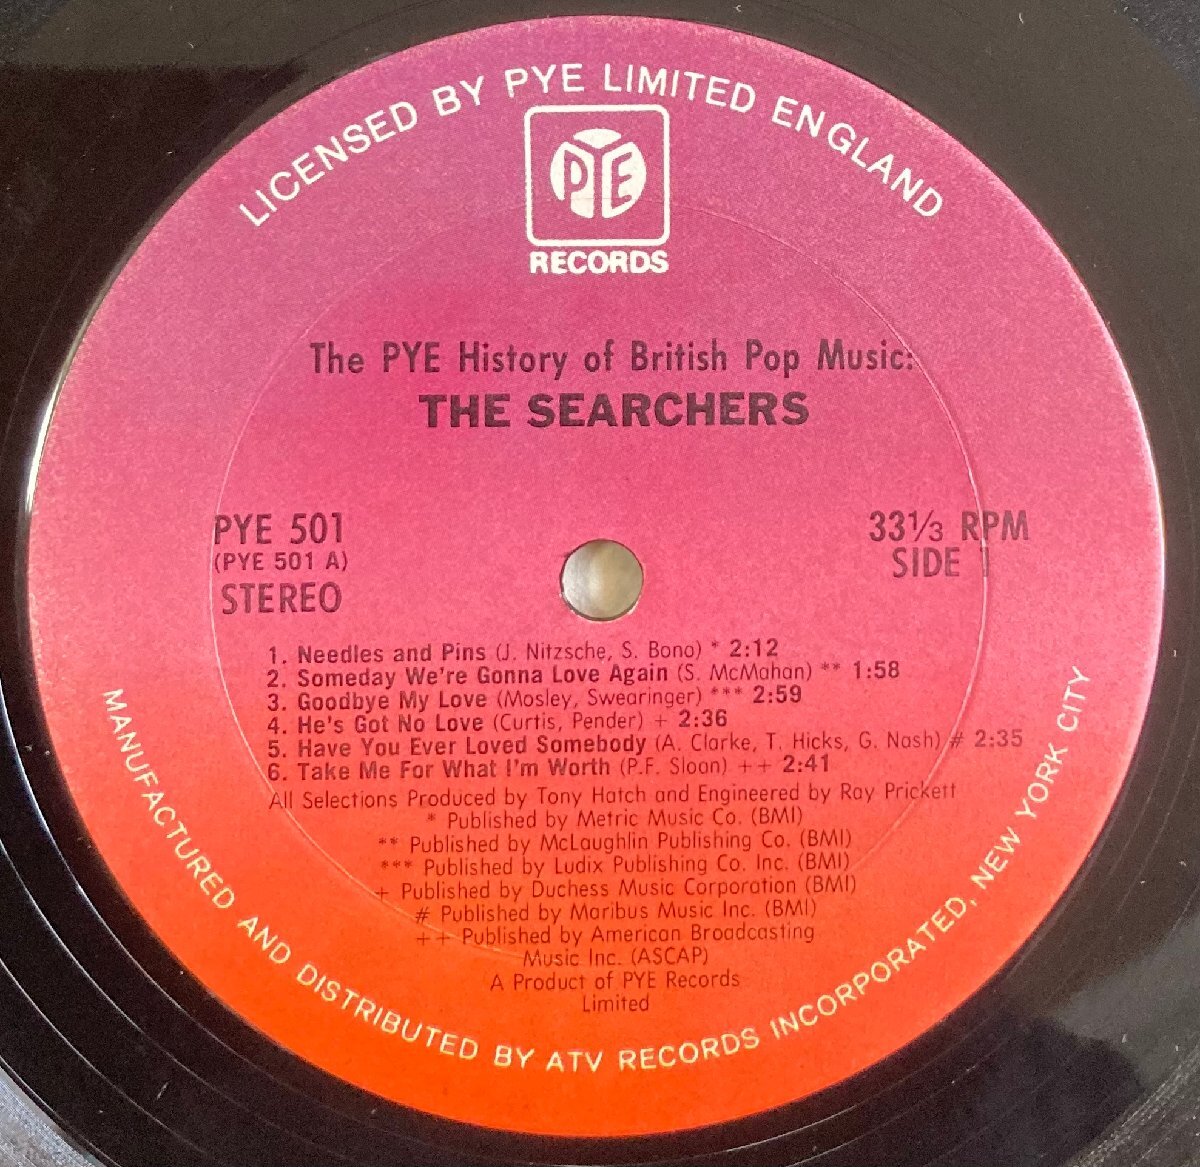 LICENSED BY PYE LIMITED ENGLAND
PYE
RECORDS
The PYE History of British Pop Music:
THE SEARCHERS
PYE 501
(PYE 501 A)
STEREO
33 1/3 RPM
SIDE 1
1. Needles and Pins (J. Nitzsche, S. Bono) * 2:12
2. Someday We're Gonna Love Again (S. McMahan) ** 1:58
3. Goodbye My Love (Mosley, Swearinger) *** 2:59
4. He's Got No Love (Curtis, Pender) + 2:36
5. Have You Ever Loved Somebody (A. Clarke, T. Hicks, G. Nash) # 2:35
6. Take Me For What I'm Worth (P.F. Sloan) ++ 2:41
All Selections Produced by Tony Hatch and Engineered by Ray Prickett
* Published by Metric Music Co. (BMI)
** Published by McLaughlin Publishing Co. (BMI)
*** Published by Ludix Publishing Co. Inc. (BMI)
+ Published by Duchess Music Corporation (BMI)
# Published by Maribus Music Inc. (BMI)
++ Published by American Broadcasting
Music Inc. (ASCAP)
A Product of PYE Records
Limited
MANUFACTURED AND DISTRIBUTED BY ATV RECORDS INCORPORATED, NEW YORK CITY